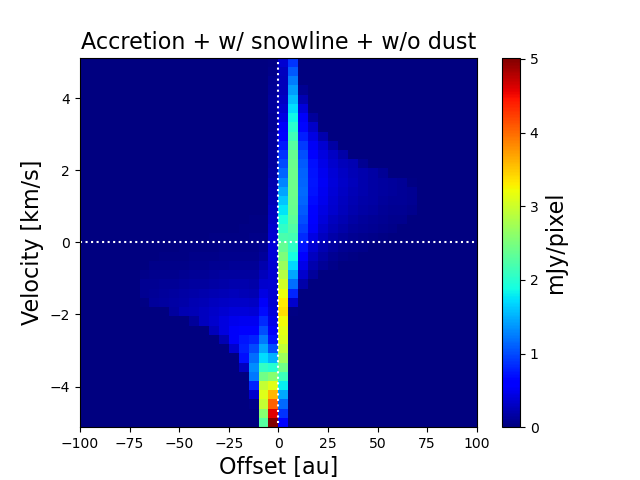 Accretion + w/ snowline + w/o dust
4
2
0
−2
−4
Velocity [km/s]
−100 −75 −50 −25 0 25 50 75 100
Offset [au]
5
4
3
2
1
0
mJy/pixel